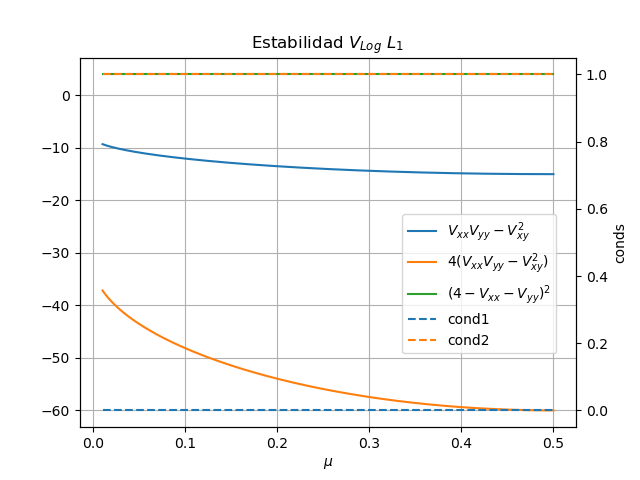 Estabilidad $V_{Log}$ $L_1$
0
−10
−20
−30
−40
−50
−60
1.0
0.8
0.6
0.4
0.2
0.0
conds
$V_{xx}V_{yy} - V_{xy}^2$
$4(V_{xx}V_{yy} - V_{xy}^2)$
$(4 - V_{xx} - V_{yy})^2$
cond1
cond2
0.0 0.1 0.2 0.3 0.4 0.5
$\mu$